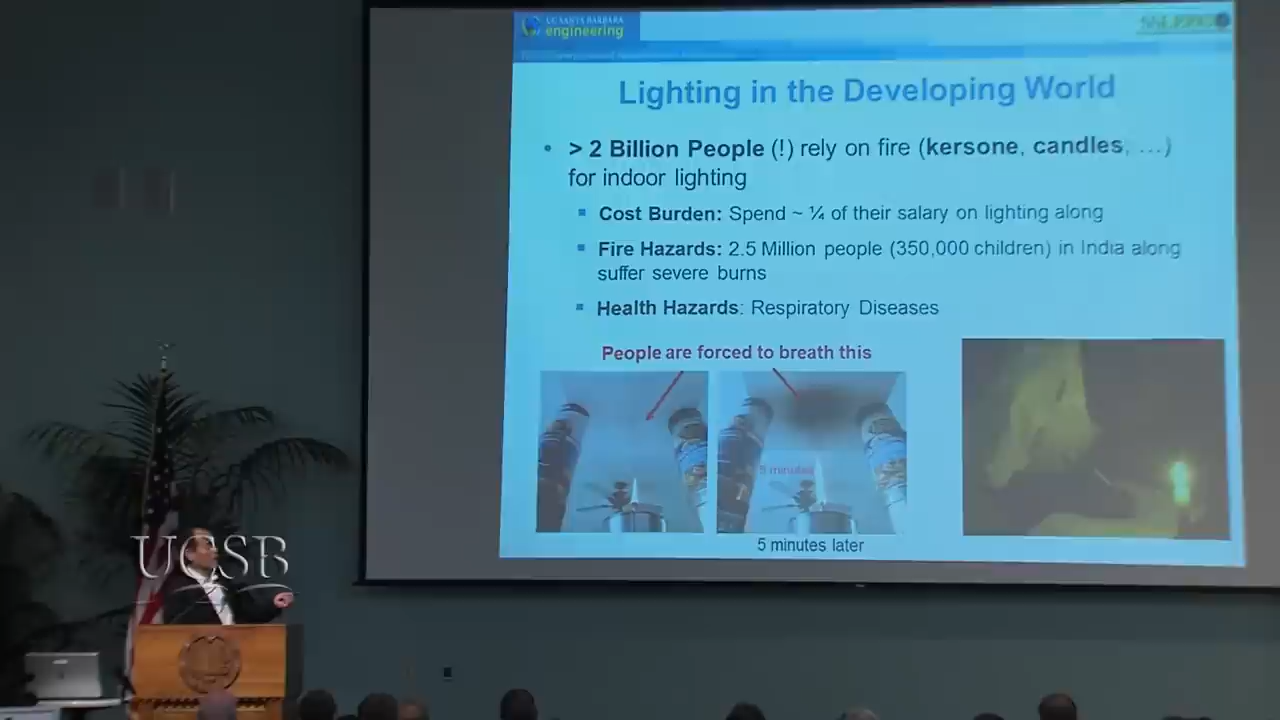 UC SANTA BARBARA
engineering
Lighting in the Developing World
• > 2 Billion People (!) rely on fire (kersone, candles, …)
for indoor lighting
▪ Cost Burden: Spend ~ ¼ of their salary on lighting along
▪ Fire Hazards: 2.5 Million people (350,000 children) in India along
suffer severe burns
▪ Health Hazards: Respiratory Diseases
People are forced to breath this
5 minutes
5 minutes later
UCSB